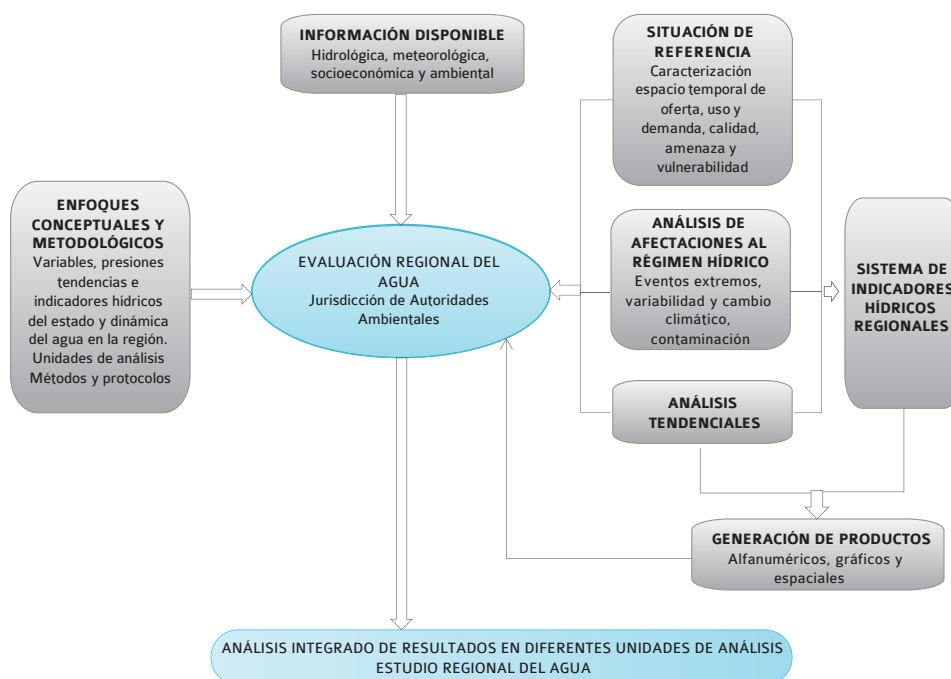 INFORMACIÓN DISPONIBLE
Hidrológica, meteorológica,
socioeconómica y ambiental
SITUACIÓN DE
REFERENCIA
Caracterización
espacio temporal de
oferta, uso y
demanda, calidad,
amenaza y
vulnerabilidad
ENFOQUES
CONCEPTUALES Y
METODOLÓGICOS
Variables, presiones
tendencias e
indicadores hídricos
del estado y dinámica
del agua en la región.
Unidades de análisis
Métodos y protocolos
EVALUACIÓN REGIONAL DEL
AGUA
Jurisdicción de Autoridades
Ambientales
ANÁLISIS DE
AFECTACIONES AL
RÉGIMEN HÍDRICO
Eventos extremos,
variabilidad y cambio
climático,
contaminación
SISTEMA DE
INDICADORES
HÍDRICOS
REGIONALES
ANÁLISIS
TENDENCIALES
GENERACIÓN DE PRODUCTOS
Alfanuméricos, gráficos y
espaciales
ANÁLISIS INTEGRADO DE RESULTADOS EN DIFERENTES UNIDADES DE ANÁLISIS
ESTUDIO REGIONAL DEL AGUA